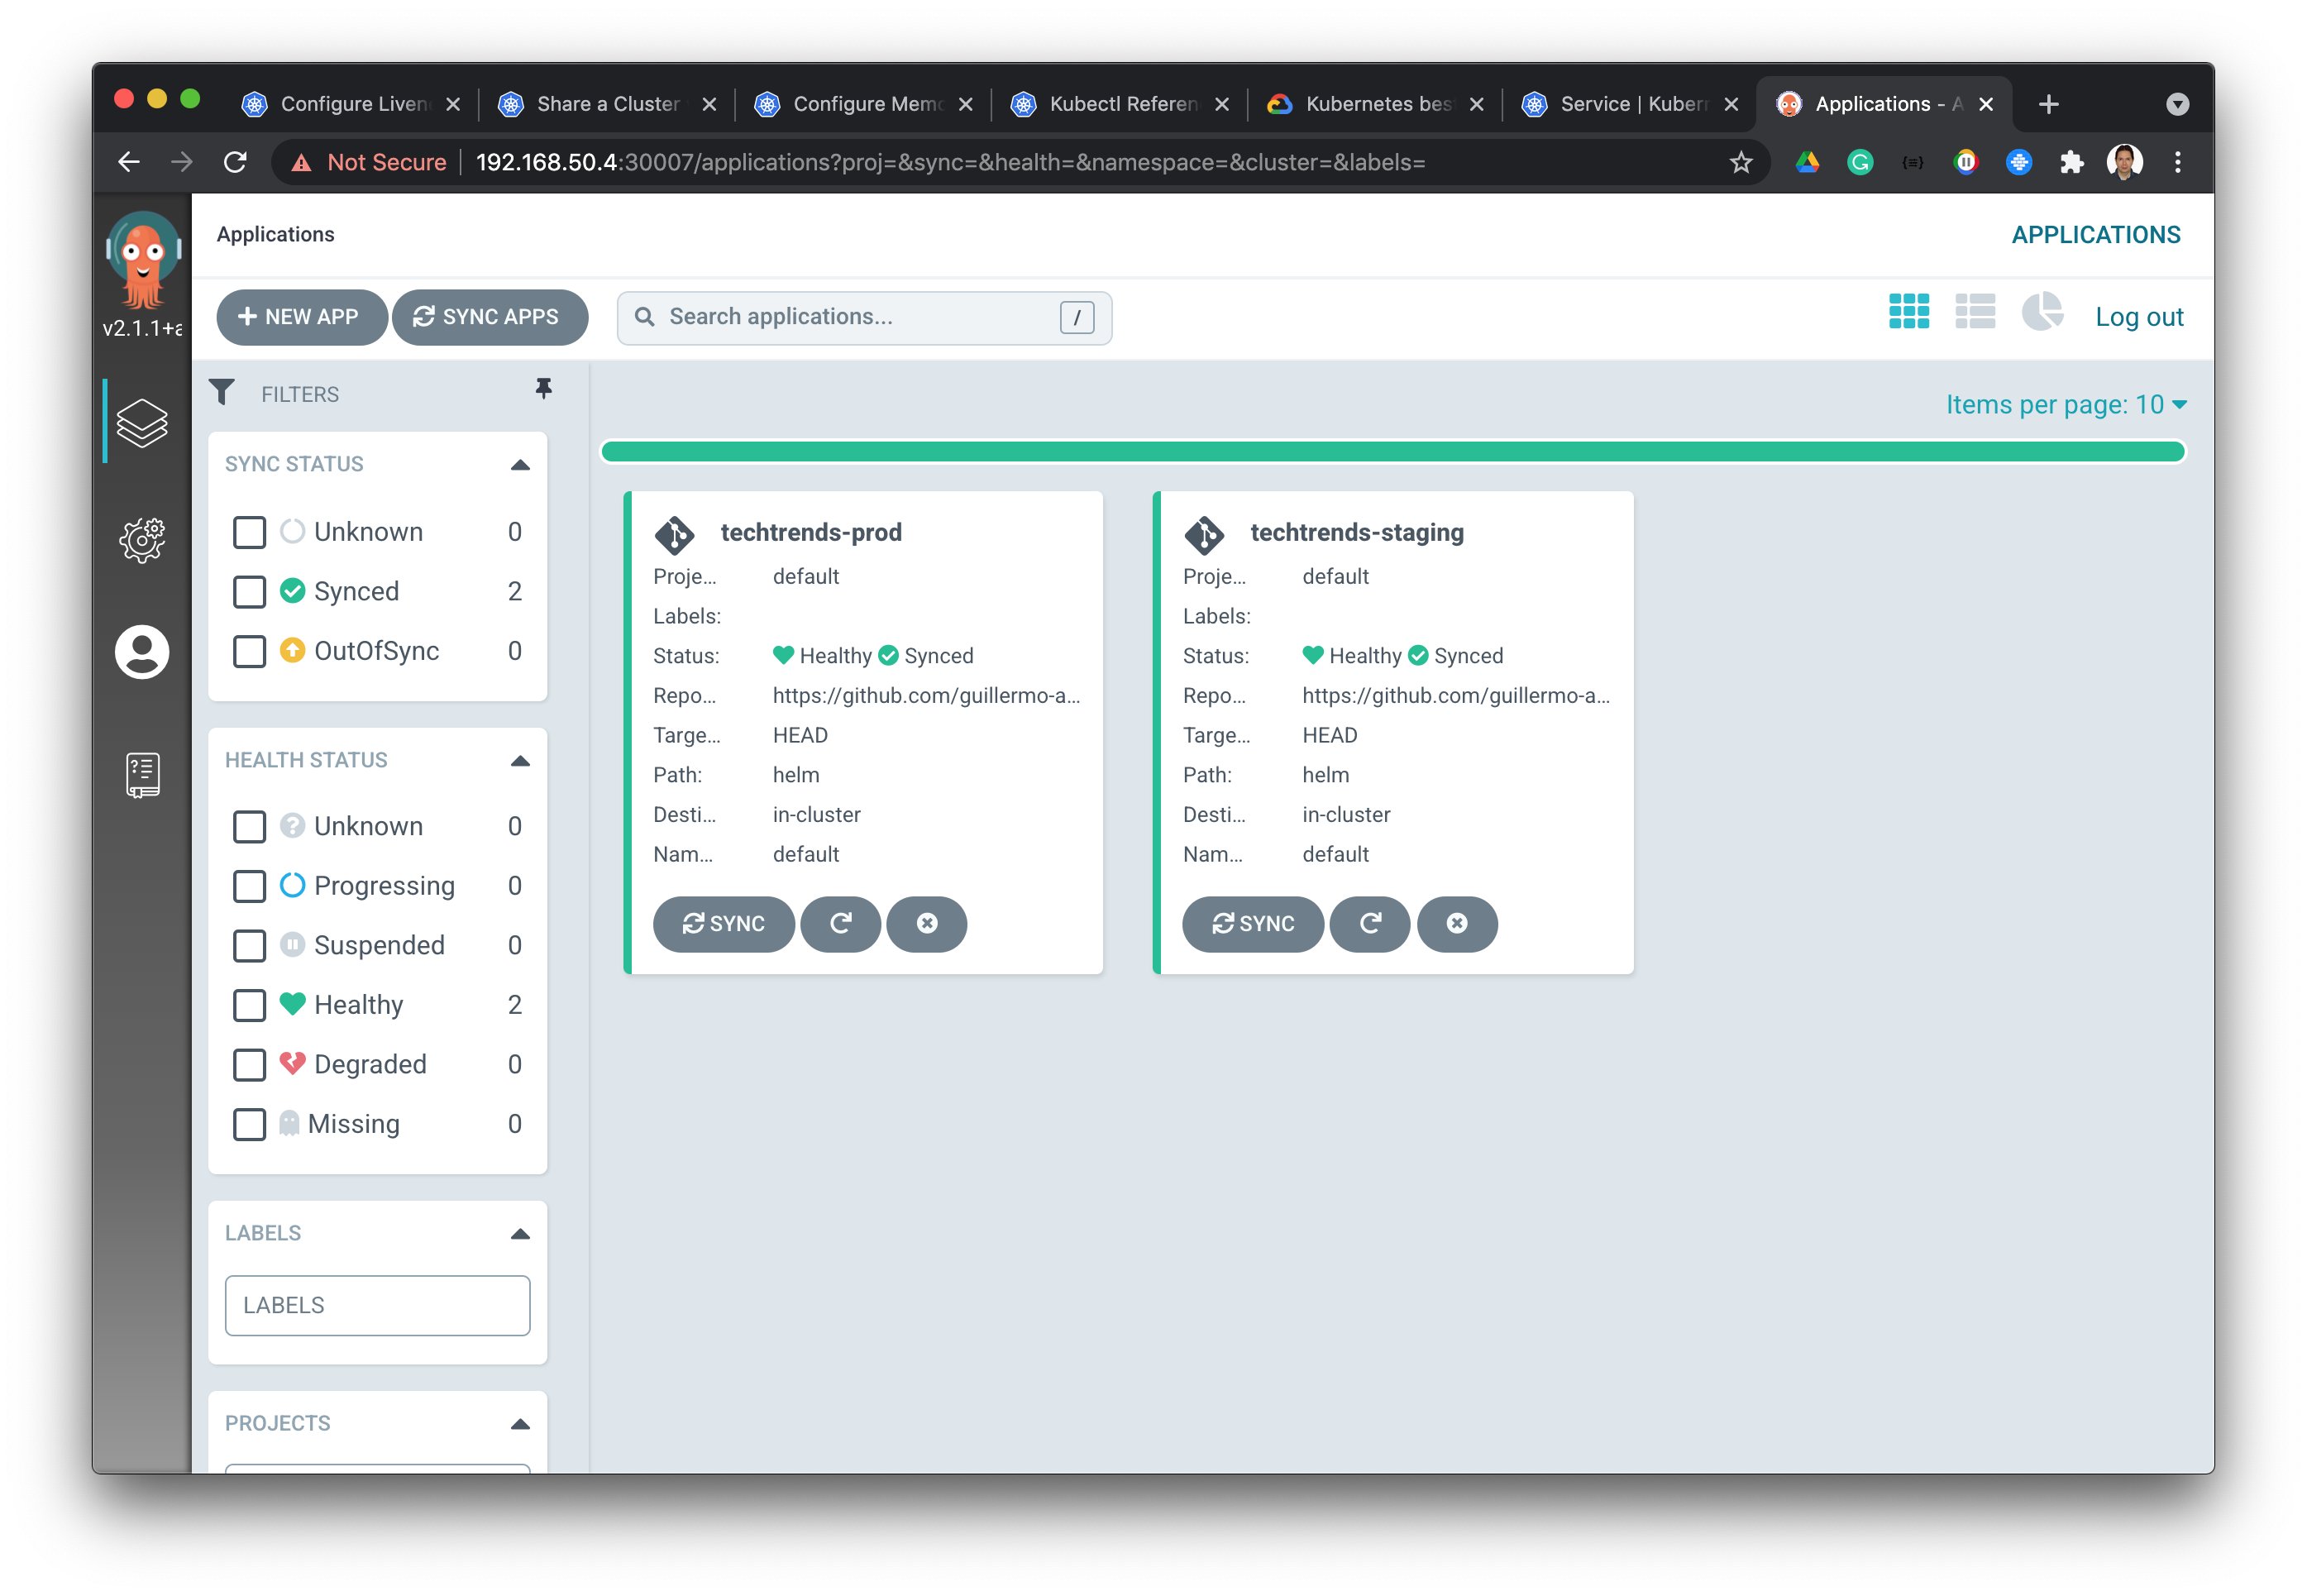 Configure Liven
Share a Cluster
Configure Memo
Kubectl Referen
Kubernetes bes
Service | Kubern
Applications - A
Not Secure
192.168.50.4:30007/applications?proj=&sync=&health=&namespace=&cluster=&labels=
v2.1.1+a
Applications
APPLICATIONS
NEW APP
SYNC APPS
Search applications...
/
Log out
FILTERS
Items per page: 10
SYNC STATUS
Unknown 0
Synced 2
OutOfSync 0
HEALTH STATUS
Unknown 0
Progressing 0
Suspended 0
Healthy 2
Degraded 0
Missing 0
LABELS
LABELS
PROJECTS
techtrends-prod
Proje... default
Labels:
Status: Healthy Synced
Repo... https://github.com/guillermo-a...
Targe... HEAD
Path: helm
Desti... in-cluster
Nam... default
SYNC
techtrends-staging
Proje... default
Labels:
Status: Healthy Synced
Repo... https://github.com/guillermo-a...
Targe... HEAD
Path: helm
Desti... in-cluster
Nam... default
SYNC